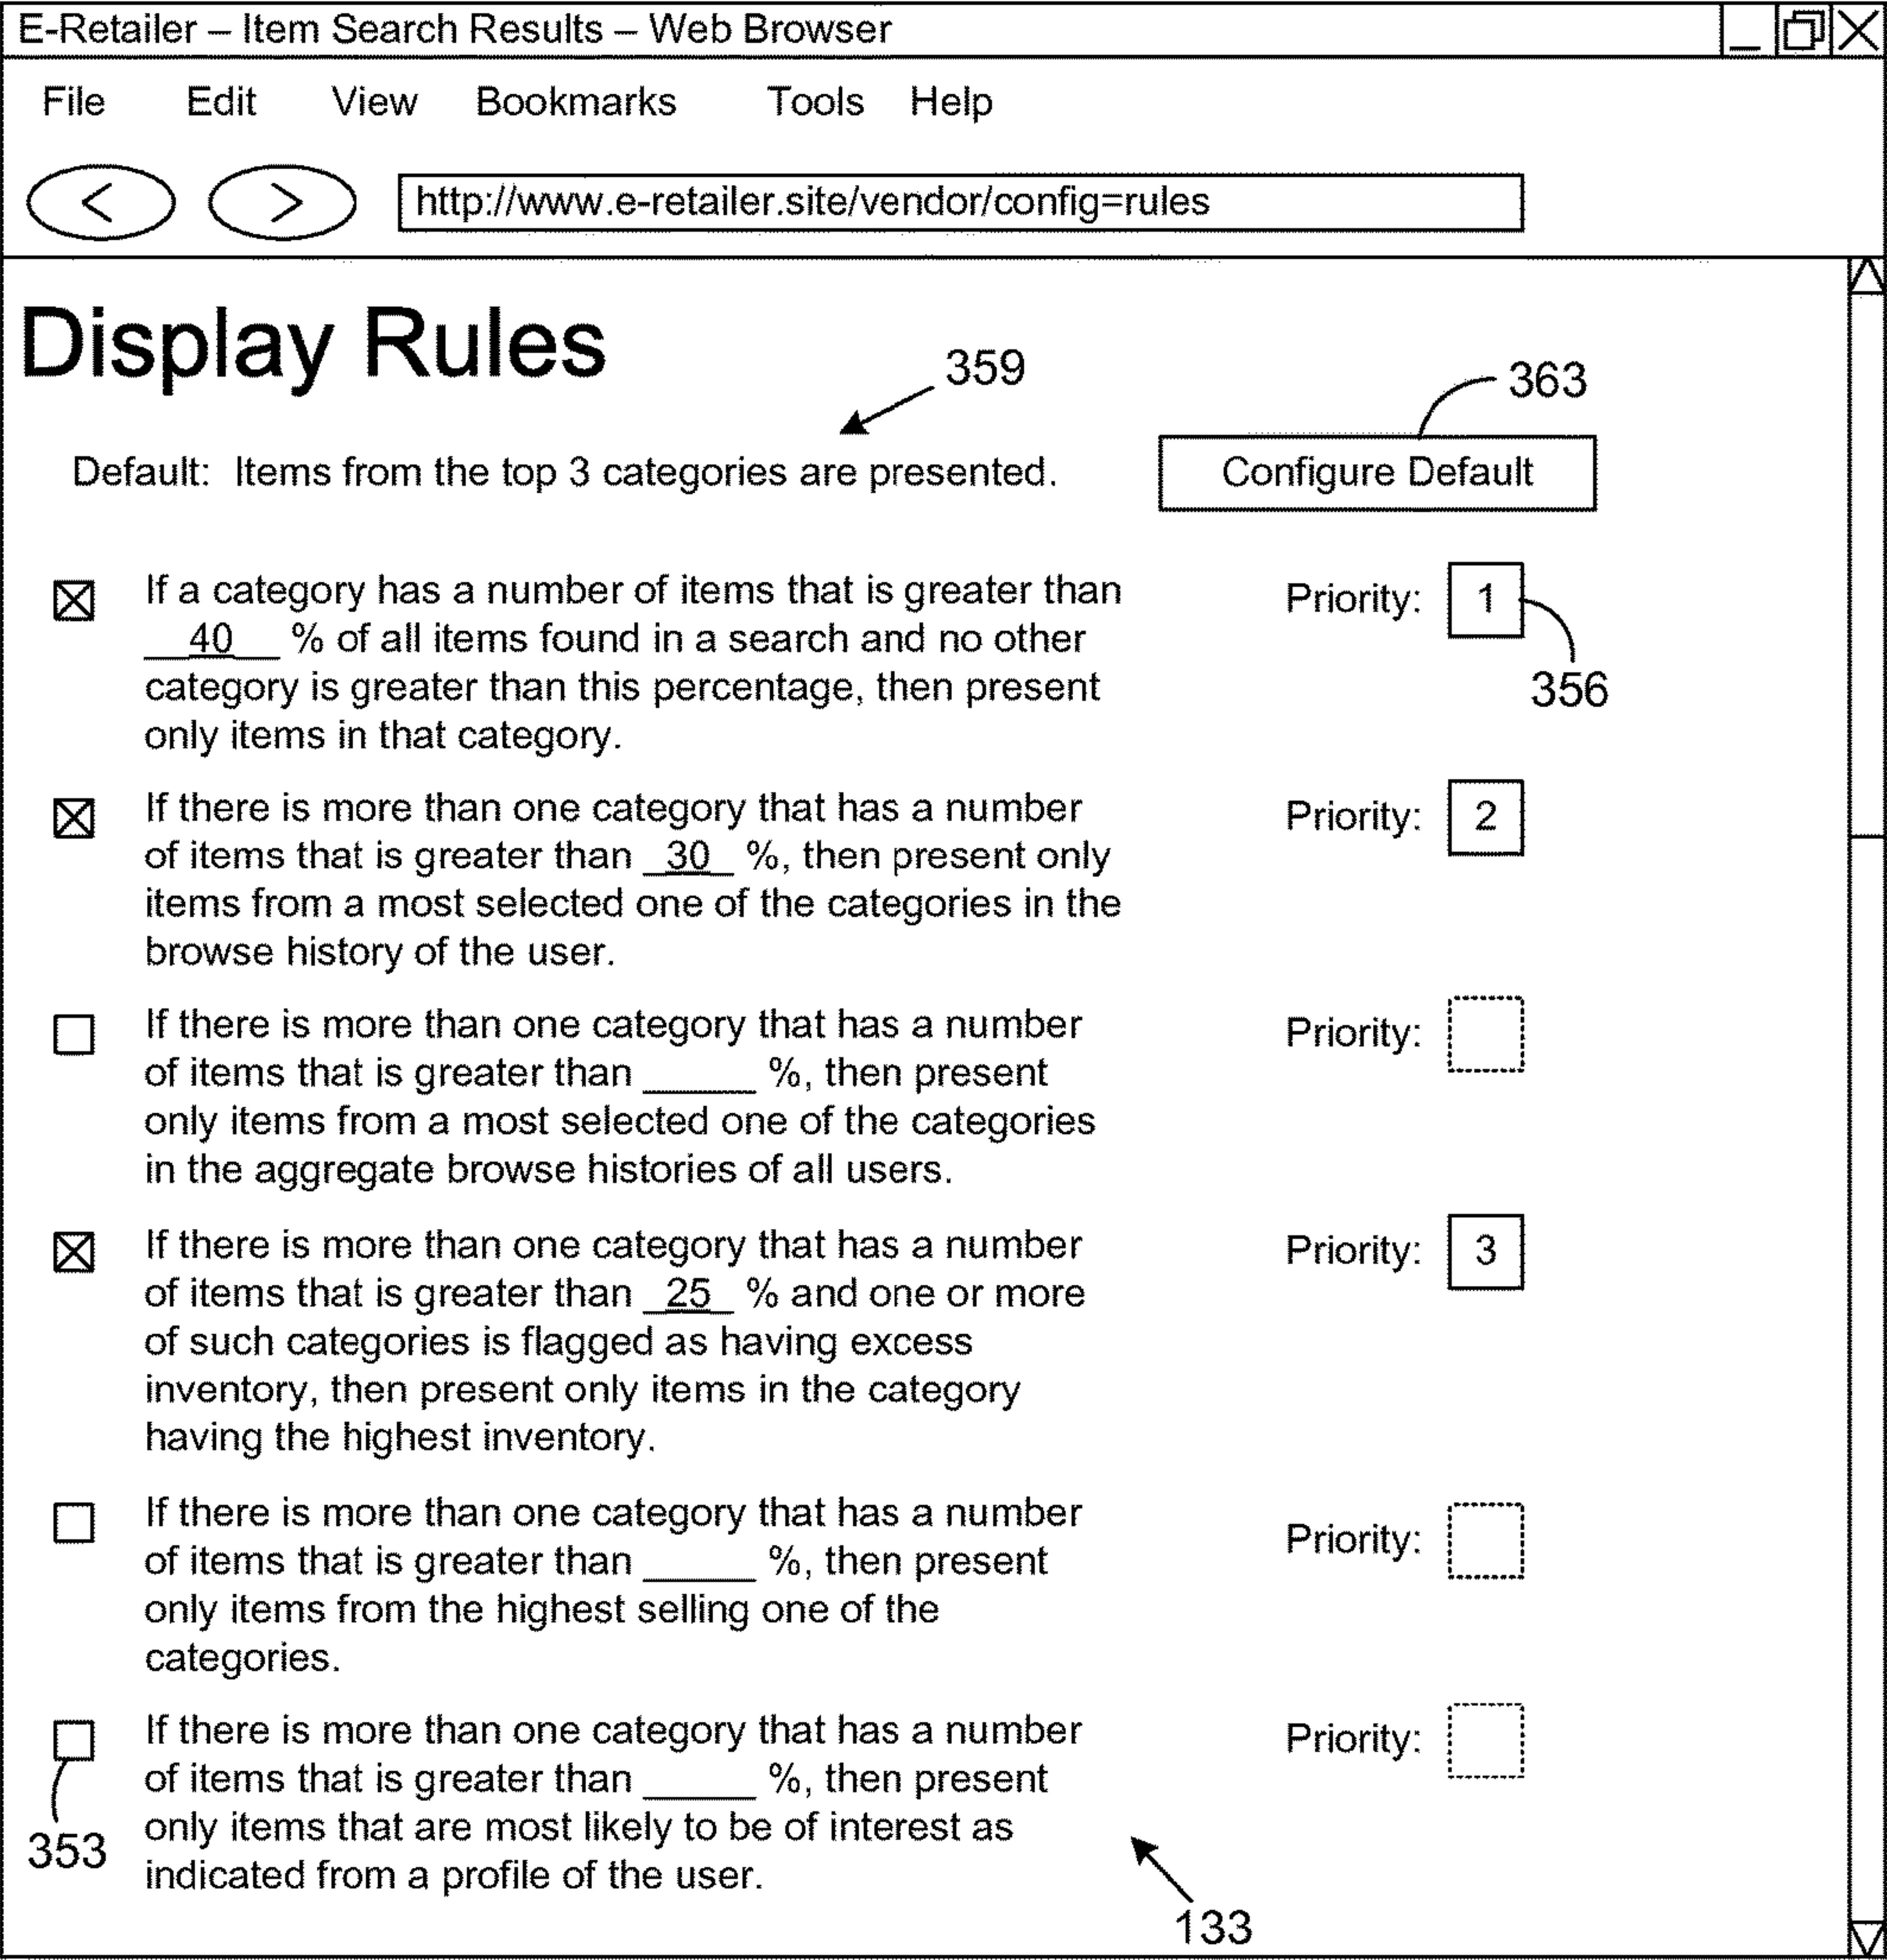 E-Retailer – Item Search Results – Web Browser
File Edit View Bookmarks Tools Help
< > http://www.e-retailer.site/vendor/config=rules
Display Rules
359
363
Default: Items from the top 3 categories are presented.
Configure Default
If a category has a number of items that is greater than
40 % of all items found in a search and no other
category is greater than this percentage, then present
only items in that category.
Priority: 1
356
If there is more than one category that has a number
of items that is greater than 30 %, then present only
items from a most selected one of the categories in the
browse history of the user.
Priority: 2
If there is more than one category that has a number
of items that is greater than _____ %, then present
only items from a most selected one of the categories
in the aggregate browse histories of all users.
Priority:
If there is more than one category that has a number
of items that is greater than 25 % and one or more
of such categories is flagged as having excess
inventory, then present only items in the category
having the highest inventory.
Priority: 3
If there is more than one category that has a number
of items that is greater than _____ %, then present
only items from the highest selling one of the
categories.
Priority:
If there is more than one category that has a number
of items that is greater than _____ %, then present
only items that are most likely to be of interest as
indicated from a profile of the user.
Priority:
353
133